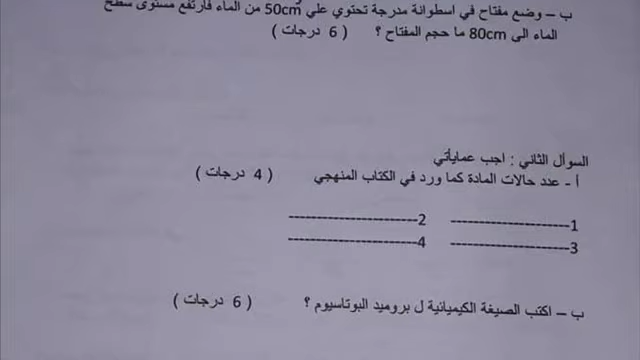 ب – وضع مفتاح في اسطوانة مدرجة تحتوي علي 50cm من الماء فارتفع مستوى سطح
الماء الى 80cm ما حجم المفتاح ؟ ( 6 درجات )
السوأل الثاني : اجب عمايأتي
أ - عدد حالات المادة كما ورد في الكتاب المنهجي ( 4 درجات )
1---------------------- 2------------------------
3---------------------- 4------------------------
ب – اكتب الصيغة الكيميائية ل بروميد البوتاسيوم ؟ ( 6 درجات )